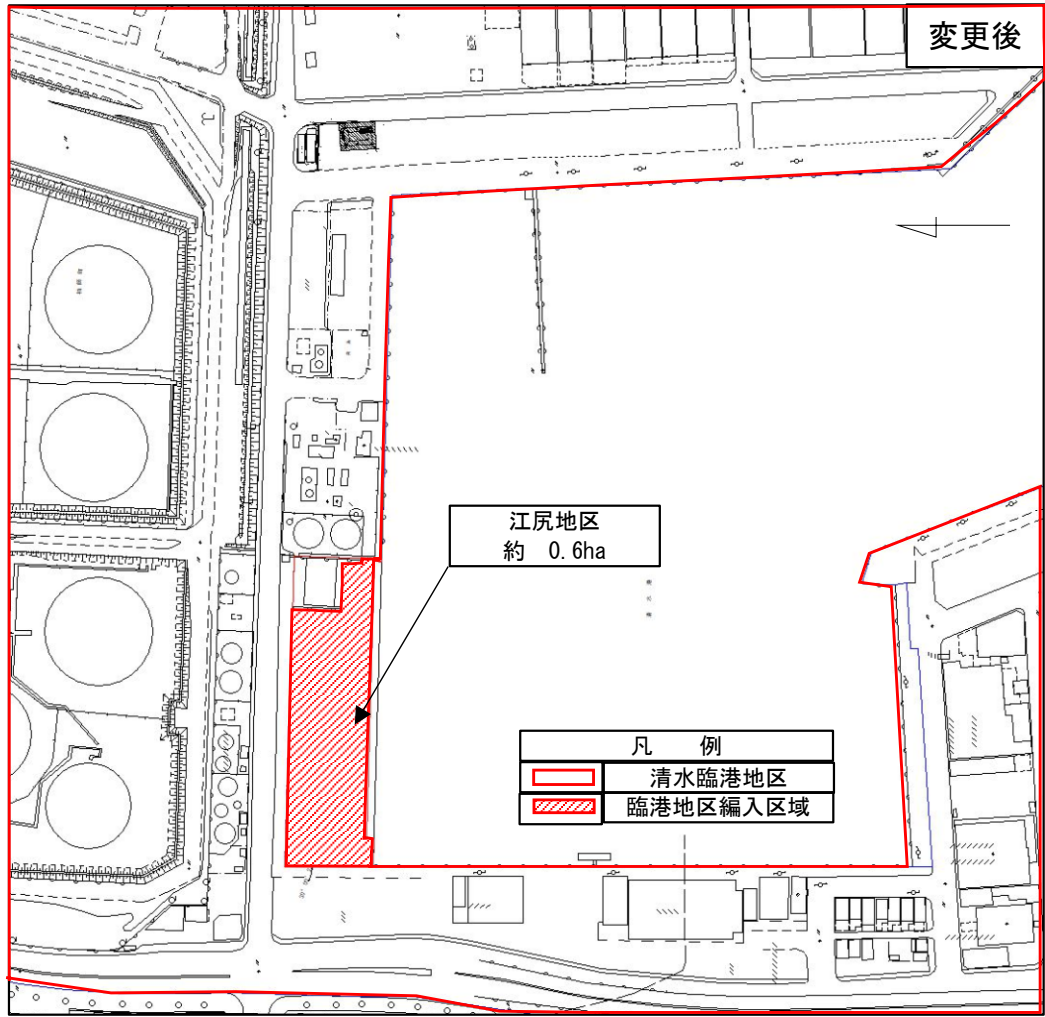 変更後
江尻地区
約 0.6ha
凡 例
清水臨港地区
臨港地区編入区域